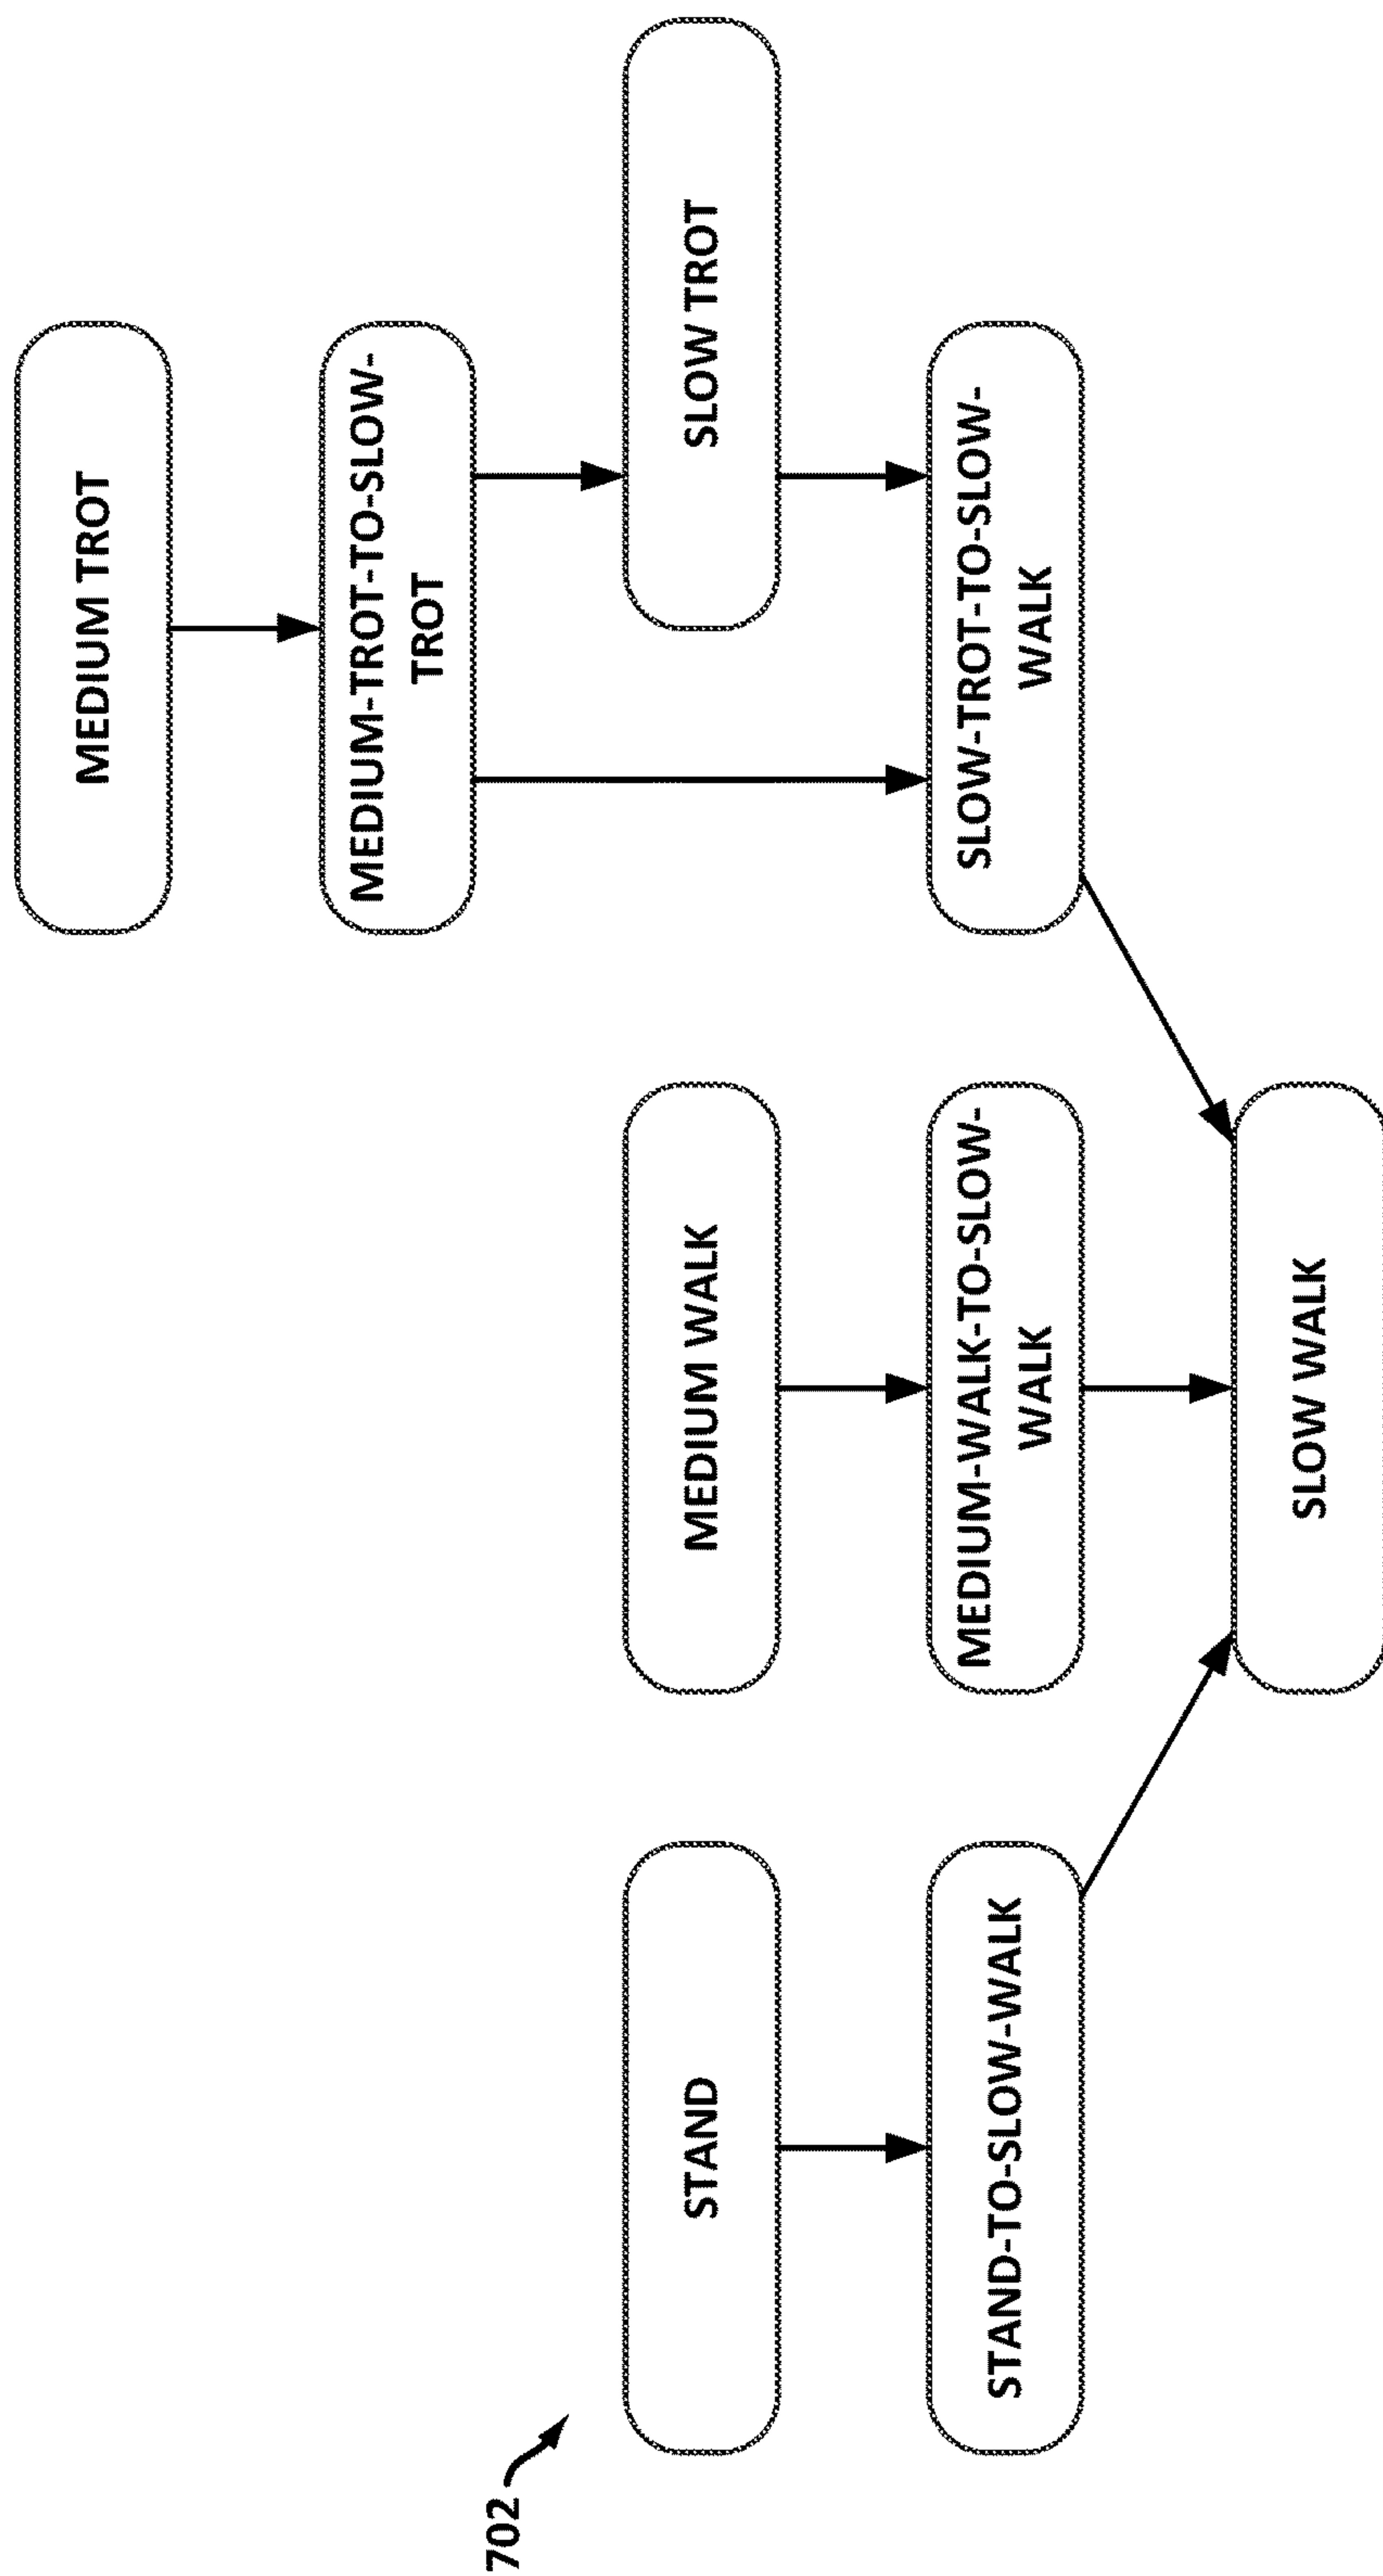 702
STAND
STAND-TO-SLOW-WALK
MEDIUM WALK
MEDIUM-WALK-TO-SLOW-
WALK
SLOW WALK
MEDIUM TROT
MEDIUM-TROT-TO-SLOW-
TROT
SLOW TROT
SLOW-TROT-TO-SLOW-
WALK